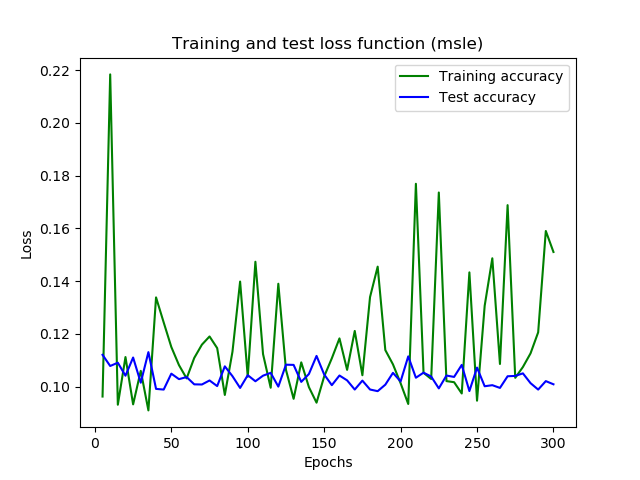 Training and test loss function (msle)
Training accuracy
Test accuracy
Loss
0.22
0.20
0.18
0.16
0.14
0.12
0.10
0 50 100 150 200 250 300
Epochs